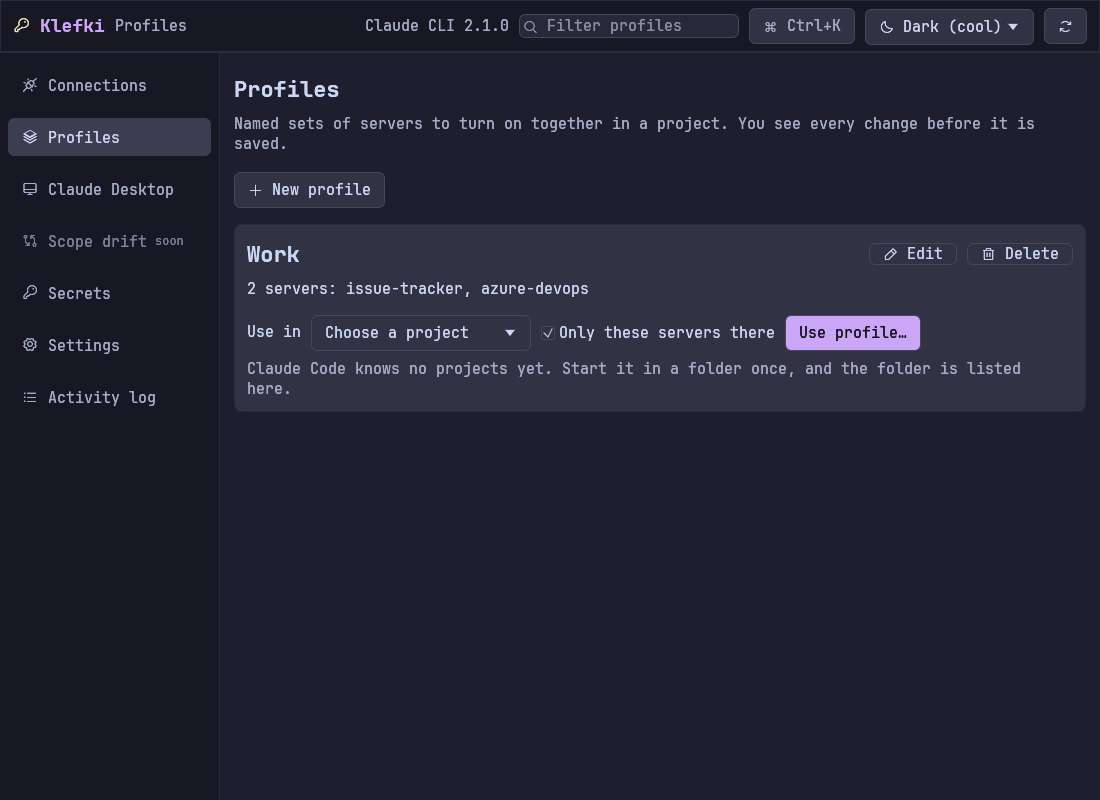 Klefki Profiles Claude CLI 2.1.0 Filter profiles ⌘ Ctrl+K Dark (cool)
Connections
Profiles
Claude Desktop
Scope drift soon
Secrets
Settings
Activity log
Profiles
Named sets of servers to turn on together in a project. You see every change before it is
saved.
+ New profile
Work Edit Delete
2 servers: issue-tracker, azure-devops
Use in Choose a project Only these servers there Use profile…
Claude Code knows no projects yet. Start it in a folder once, and the folder is listed
here.